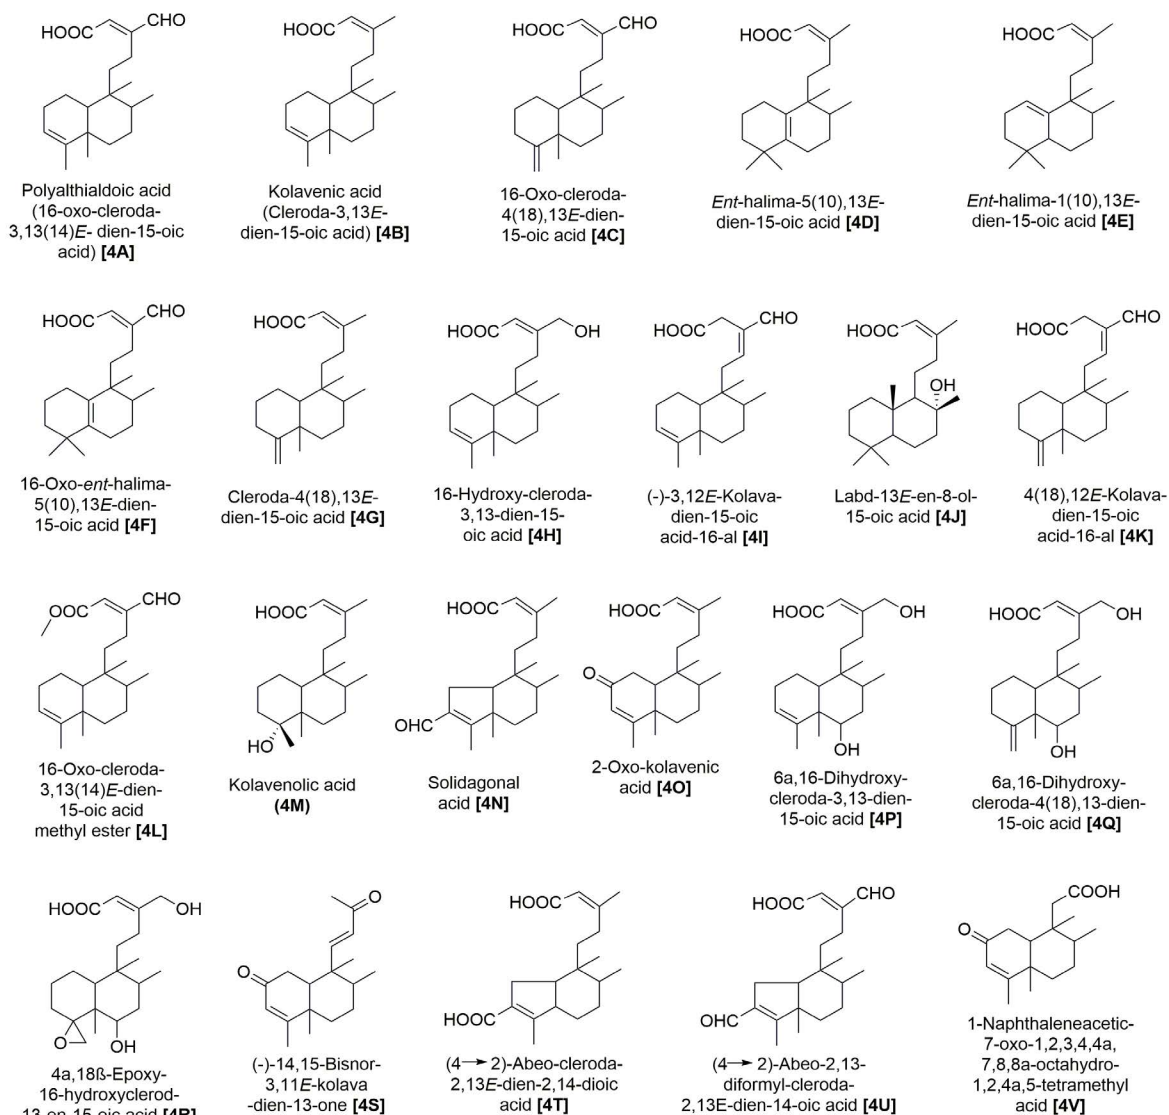 HOOC CHO
HOOC
HOOC CHO
HOOC
HOOC
Polyalthialdoic acid
(16-oxo-cleroda-
3,13(14)E- dien-15-oic
acid) [4A]
Kolavenic acid
(Cleroda-3,13E-
dien-15-oic acid) [4B]
16-Oxo-cleroda-
4(18),13E-dien-
15-oic acid [4C]
Ent-halima-5(10),13E-
dien-15-oic acid [4D]
Ent-halima-1(10),13E-
dien-15-oic acid [4E]
HOOC CHO
HOOC
HOOC OH
HOOC CHO
HOOC
OH
HOOC CHO
16-Oxo-ent-halima-
5(10),13E-dien-
15-oic acid [4F]
Cleroda-4(18),13E-
dien-15-oic acid [4G]
16-Hydroxy-cleroda-
3,13-dien-15-
oic acid [4H]
(-)-3,12E-Kolava-
dien-15-oic
acid-16-al [4I]
Labd-13E-en-8-ol-
15-oic acid [4J]
4(18),12E-Kolava-
dien-15-oic
acid-16-al [4K]
OOC CHO
HOOC
HO
HOOC
OHC
HOOC
O
HOOC OH
OH
HOOC OH
OH
16-Oxo-cleroda-
3,13(14)E-dien-
15-oic acid
methyl ester [4L]
Kolavenolic acid
(4M)
Solidagonal
acid [4N]
2-Oxo-kolavenic
acid [4O]
6a,16-Dihydroxy-
cleroda-3,13-dien-
15-oic acid [4P]
6a,16-Dihydroxy-
cleroda-4(18),13-dien-
15-oic acid [4Q]
HOOC OH
O
OH
O
O
HOOC
HOOC
HOOC CHO
OHC
COOH
O
4a,18ß-Epoxy-
16-hydroxyclerod-
13-en-15-oic acid [4R]
(-)-14,15-Bisnor-
3,11E-kolava
-dien-13-one [4S]
(4→ 2)-Abeo-cleroda-
2,13E-dien-2,14-dioic
acid [4T]
(4→ 2)-Abeo-2,13-
diformyl-cleroda-
2,13E-dien-14-oic acid [4U]
1-Naphthaleneacetic-
7-oxo-1,2,3,4,4a,
7,8,8a-octahydro-
1,2,4a,5-tetramethyl
acid [4V]